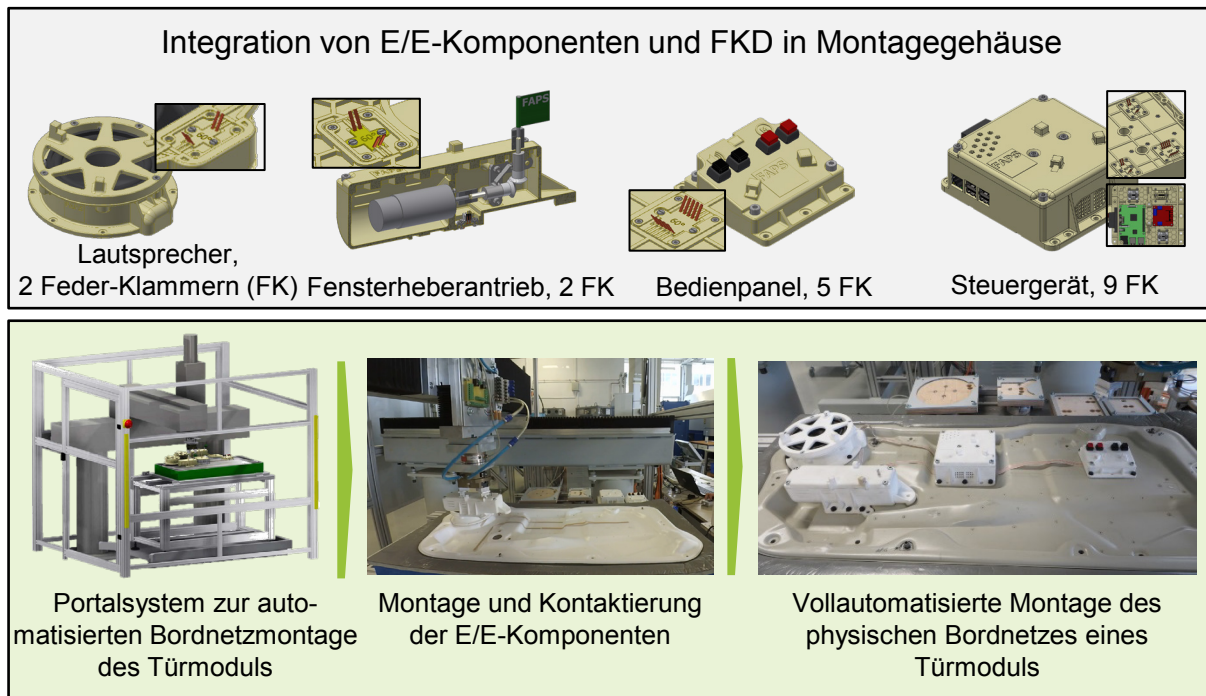 Integration von E/E-Komponenten und FKD in Montagegehäuse
FAPS
50°
60°
FAPS
FAPS
Lautsprecher,
2 Feder-Klammern (FK)
Fensterheberantrieb, 2 FK
Bedienpanel, 5 FK
Steuergerät, 9 FK
Portalsystem zur auto-
matisierten Bordnetzmontage
des Türmoduls
Montage und Kontaktierung
der E/E-Komponenten
Vollautomatisierte Montage des
physischen Bordnetzes eines
Türmoduls